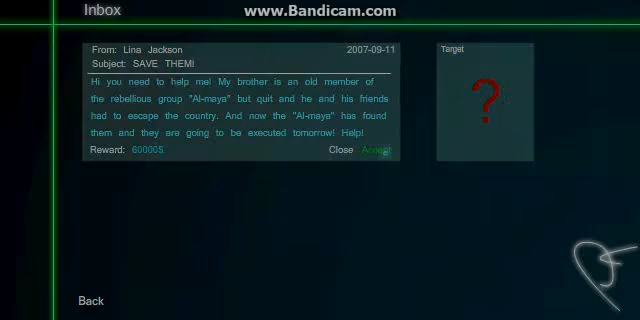 Inbox
www.Bandicam.com
From: Lina Jackson 2007-09-11
Subject: SAVE THEM!
Target
Hi you need to help me! My brother is an old member of
the rebellious group "Al-maya" but quit and he and his friends
had to escape the country. And now the "Al-maya" has found
them and they are going to be executed tomorrow! Help!
Reward: 60000$ Close Accept
Back